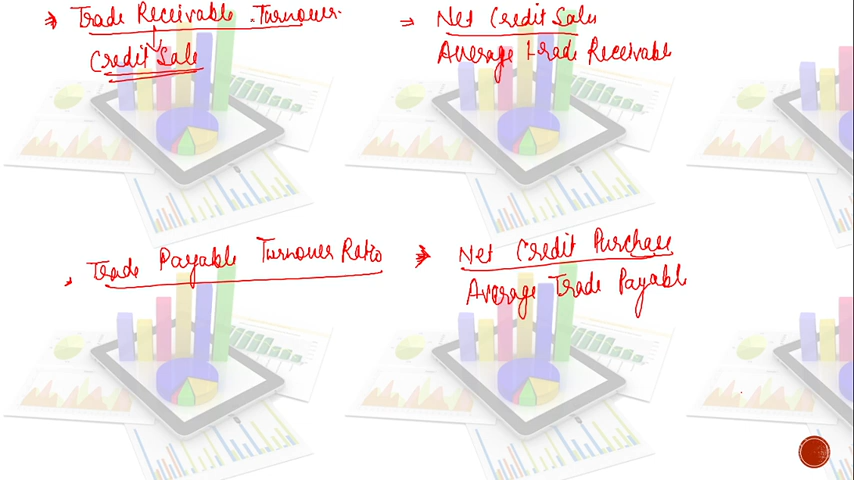 Trade Receivable Turnover. ⇒ Net Credit Sales
Credit Sale Average trade Receivable
Trade Payable Turnover Ratio ⇒ Net Credit Purchase
Average Trade Payable